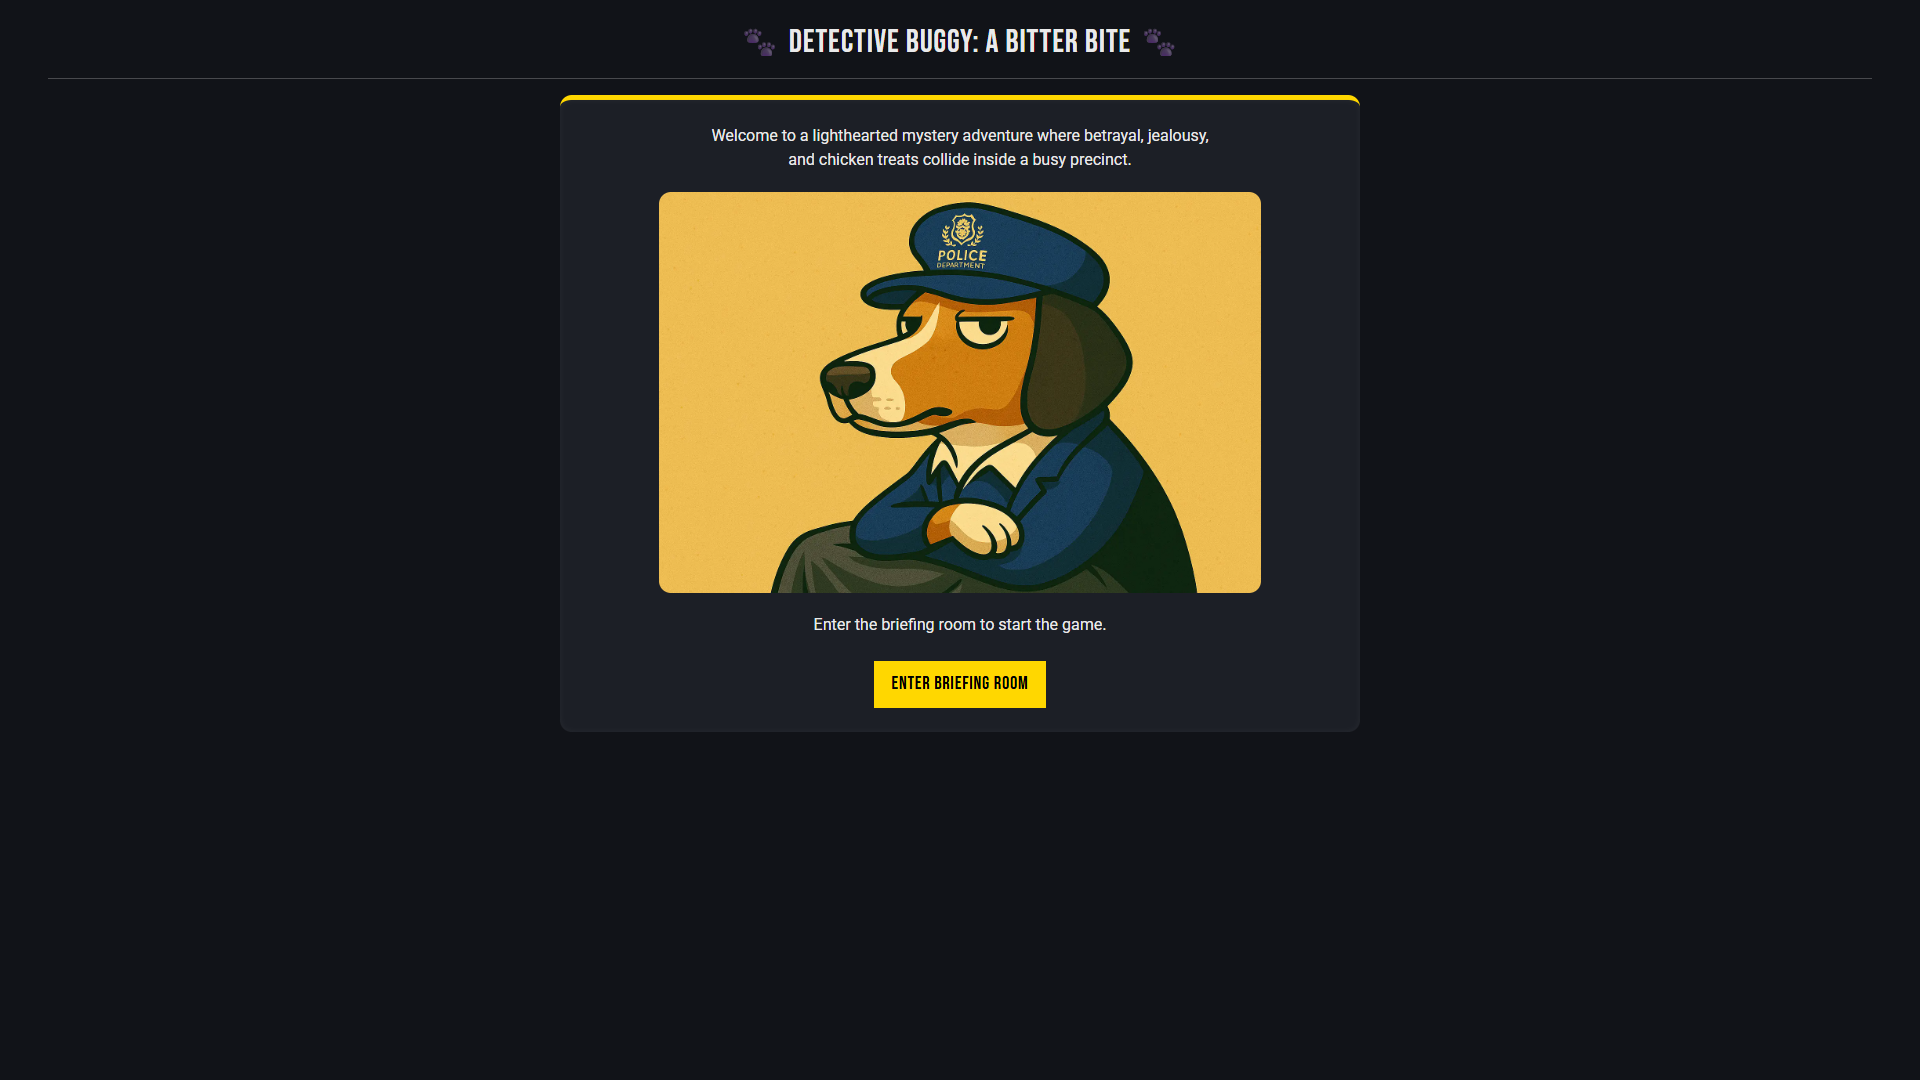 🐾 DETECTIVE BUGGY: A BITTER BITE 🐾
Welcome to a lighthearted mystery adventure where betrayal, jealousy,
and chicken treats collide inside a busy precinct.
POLICE
DEPARTMENT
Enter the briefing room to start the game.
ENTER BRIEFING ROOM